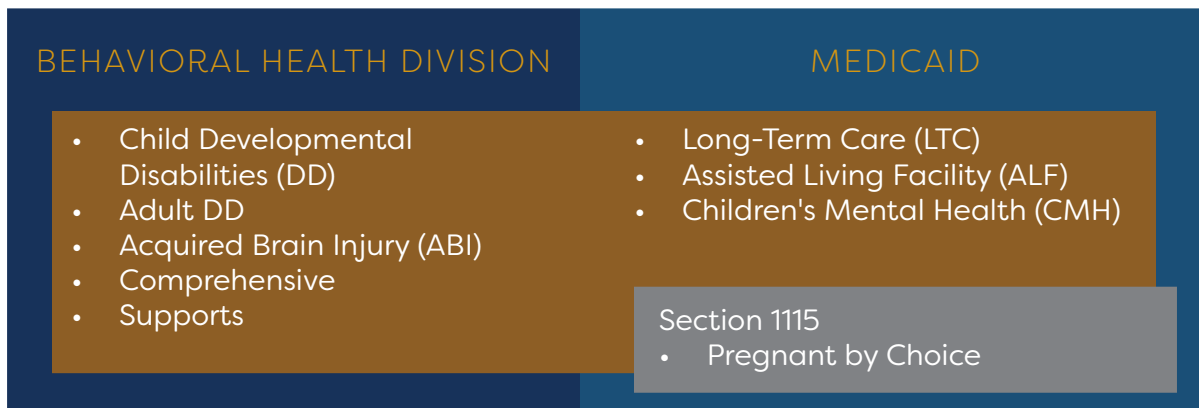 BEHAVIORAL HEALTH DIVISION
• Child Developmental
Disabilities (DD)
• Adult DD
• Acquired Brain Injury (ABI)
• Comprehensive
• Supports
MEDICAID
• Long-Term Care (LTC)
• Assisted Living Facility (ALF)
• Children's Mental Health (CMH)
Section 1115
• Pregnant by Choice